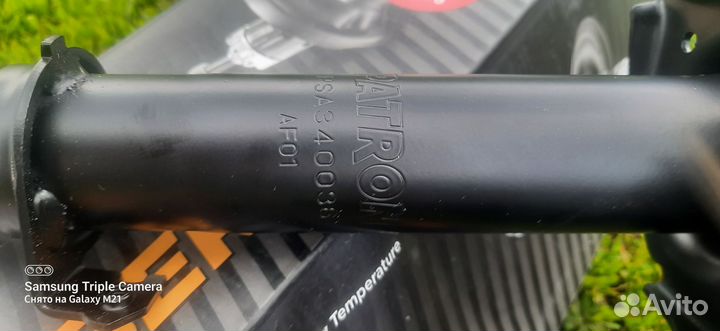 PATRON
PSA340038
AF01
Temperature
Samsung Triple Camera
Снято на Galaxy M21
Avito